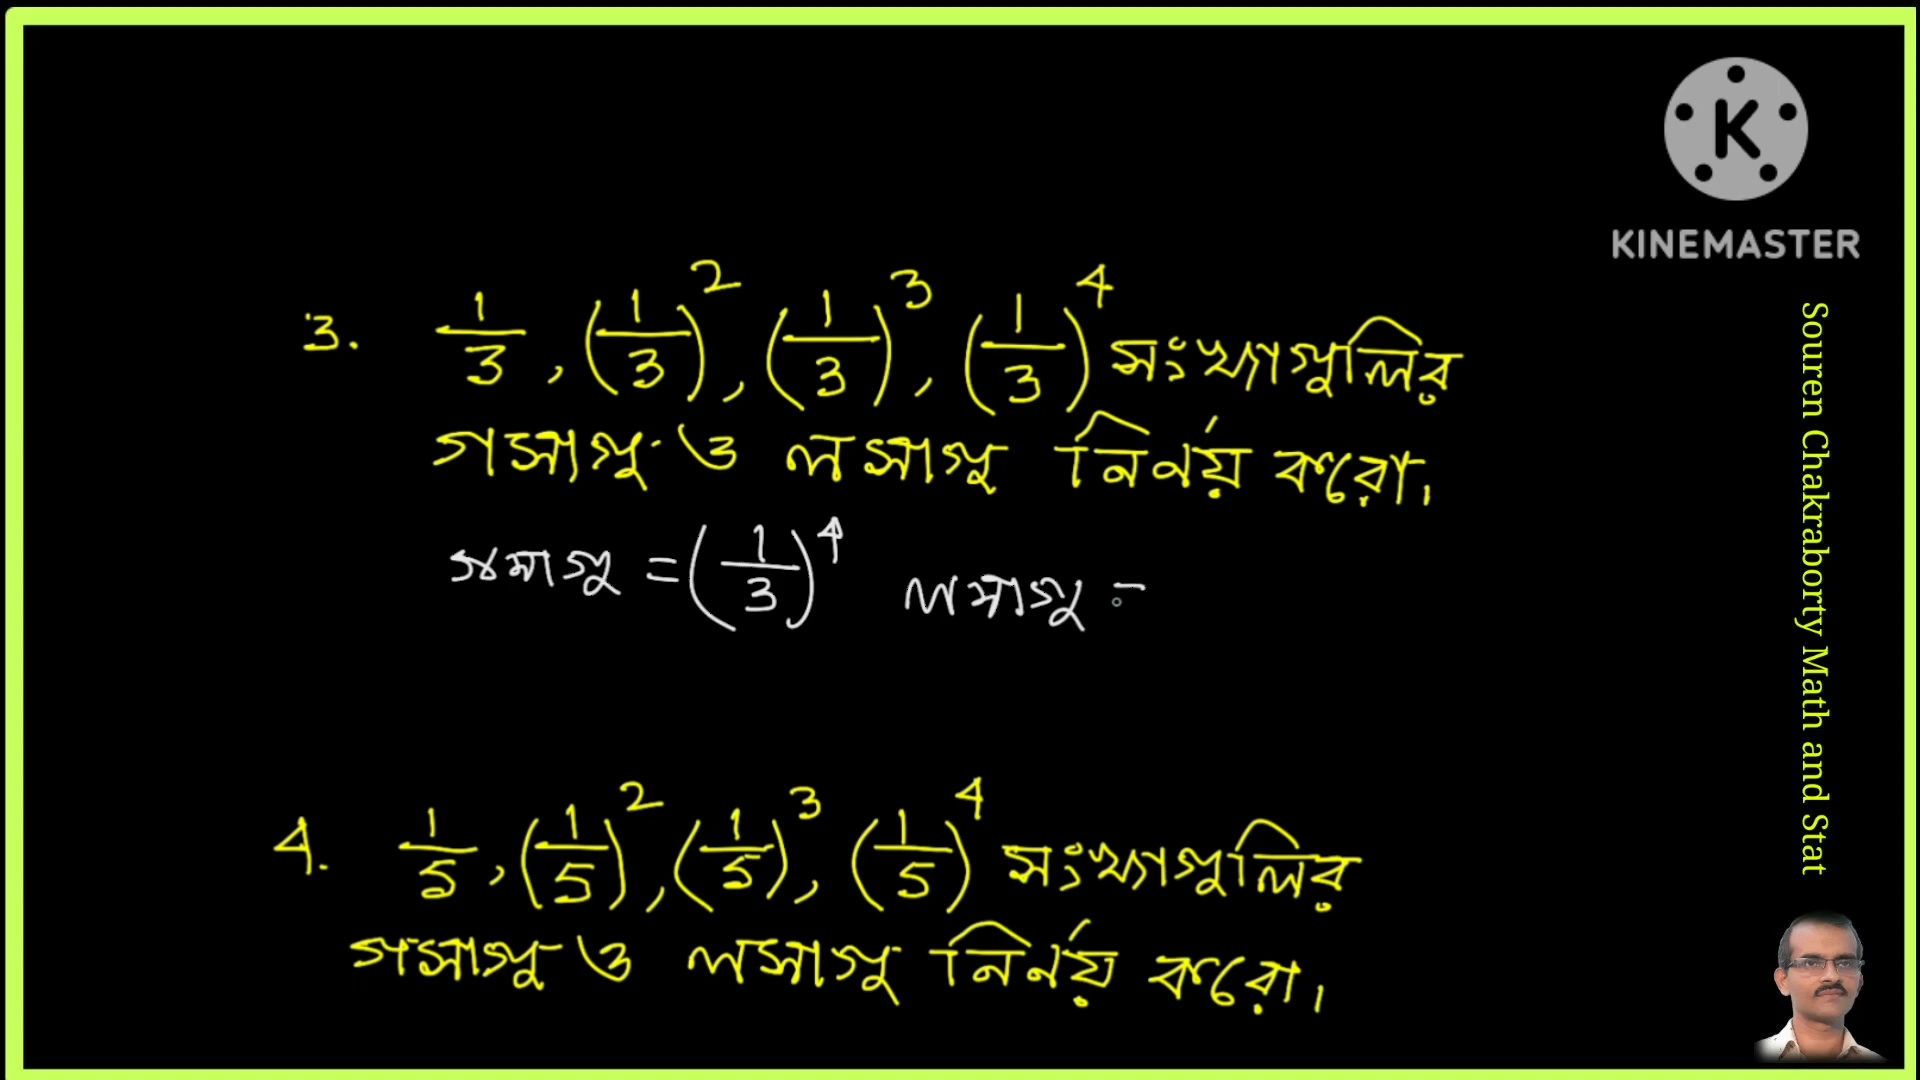 KINEMASTER
3. 1/3, (1/3)^2, (1/3)^3, (1/3)^4 সংখ্যাগুলির
গসাগু ও লসাগু নির্ণয় করো।
গসাগু = (1/3)^4 লসাগু =
4. 1/5, (1/5)^2, (1/5)^3, (1/5)^4 সংখ্যাগুলির
গসাগু ও লসাগু নির্ণয় করো।
Souren Chakraborty Math and Stat